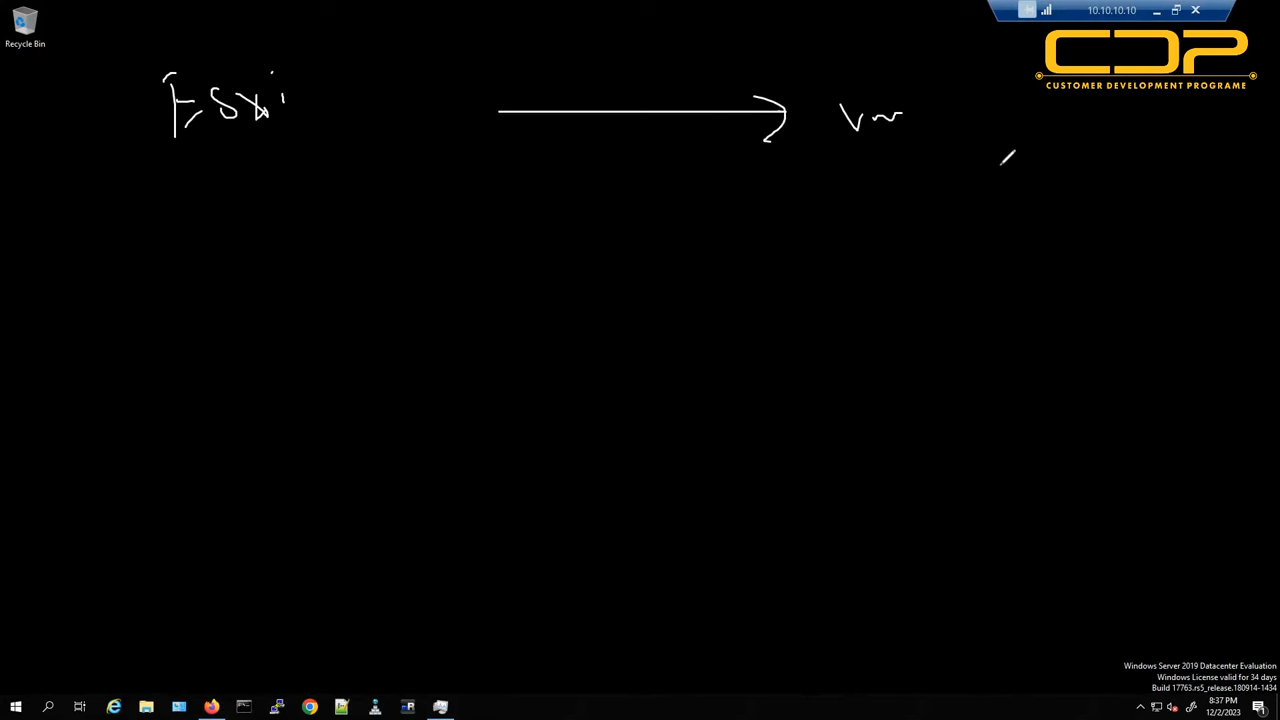 Recycle Bin
10.10.10.10
CDP
CUSTOMER DEVELOPMENT PROGRAME
ESXi
Vm
Windows Server 2019 Datacenter Evaluation
Windows License valid for 34 days
Build 17763.rs5_release.180914-1434
8:37 PM
12/2/2023